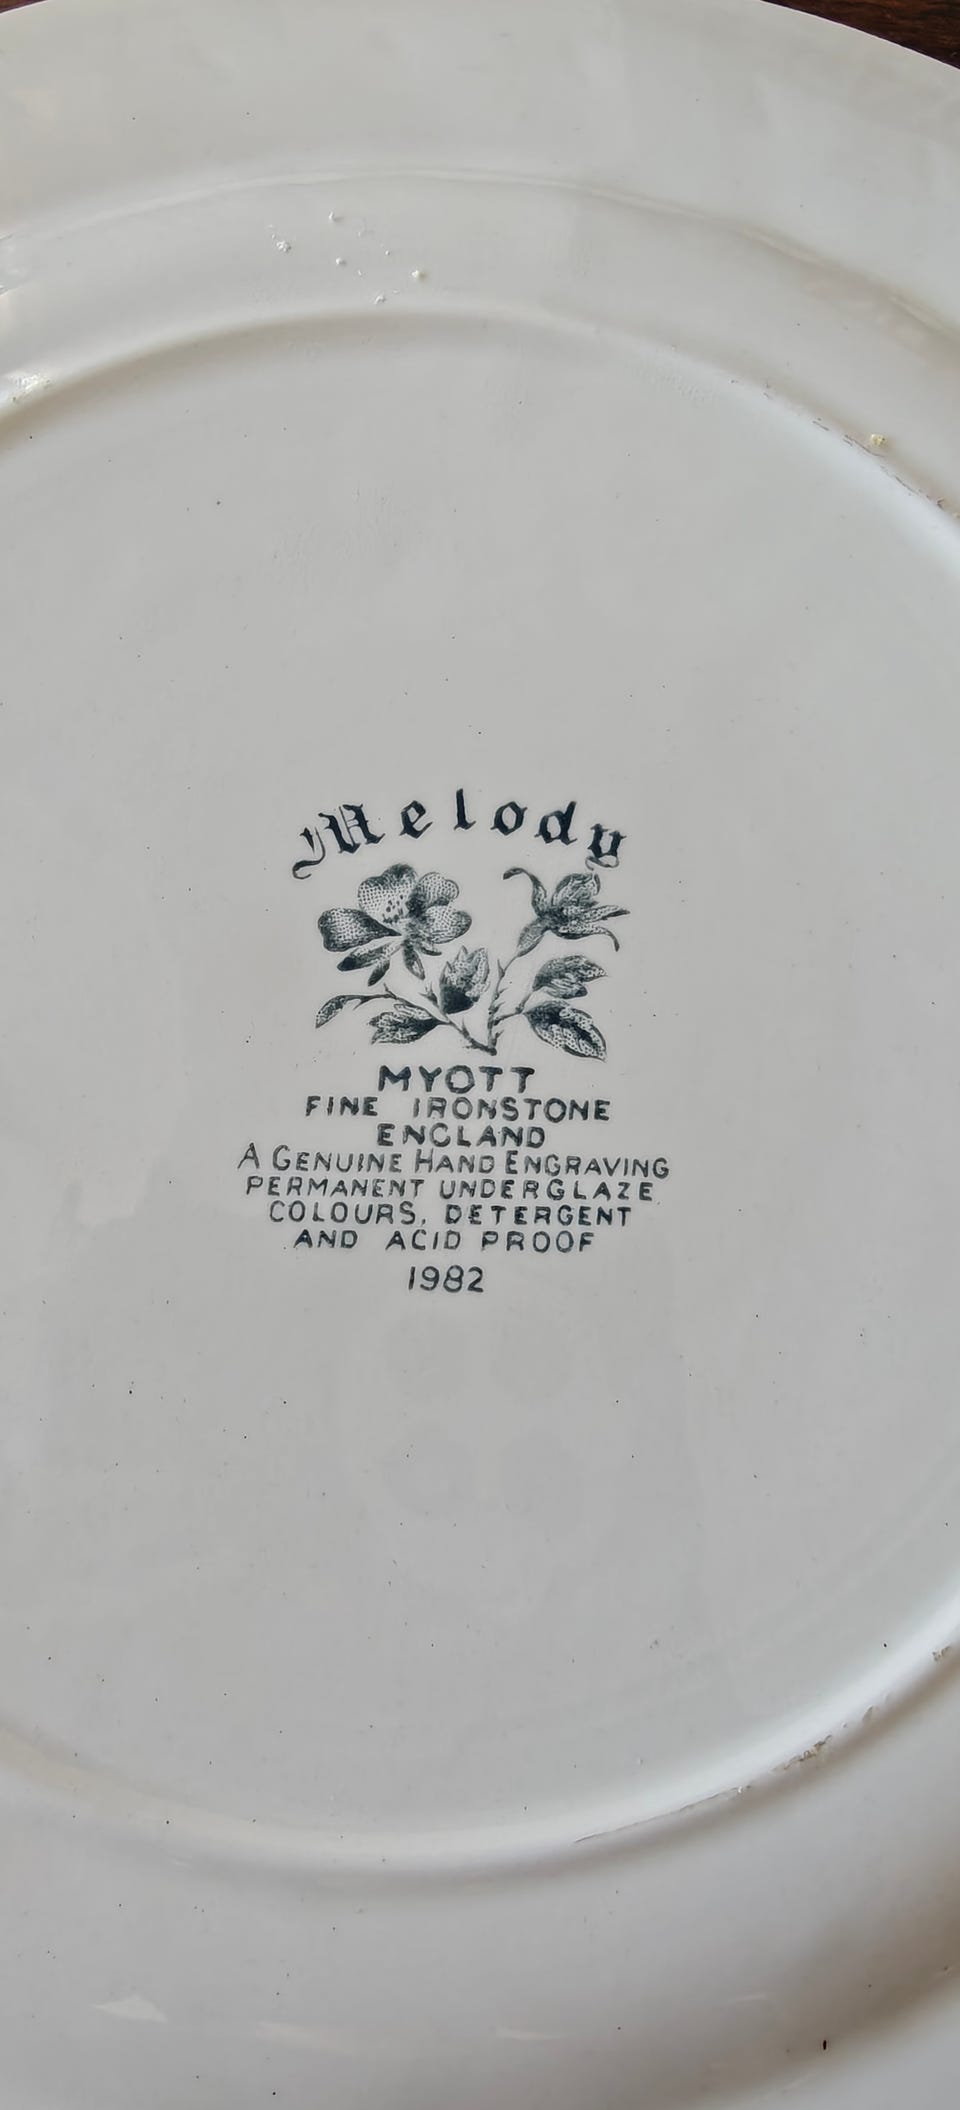 Melody
MYOTT
FINE IRONSTONE
ENGLAND
A GENUINE HAND ENGRAVING
PERMANENT UNDERGLAZE
COLOURS, DETERGENT
AND ACID PROOF
1982